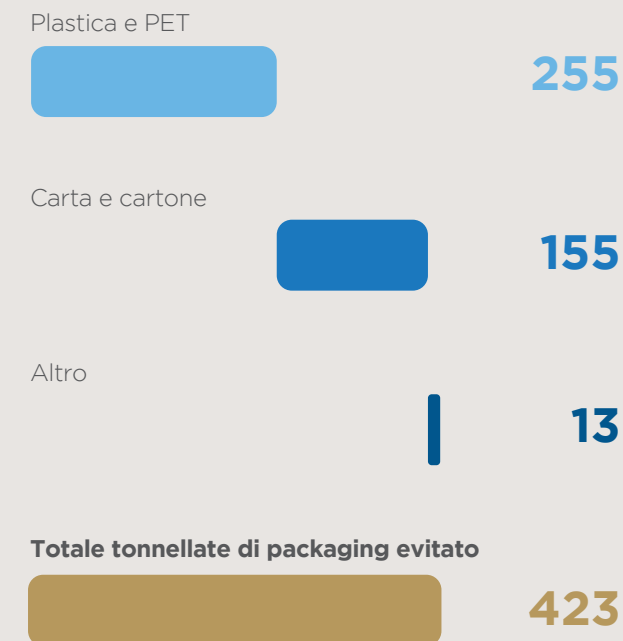 Plastica e PET
255
Carta e cartone
155
Altro
13
Totale tonnellate di packaging evitato
423